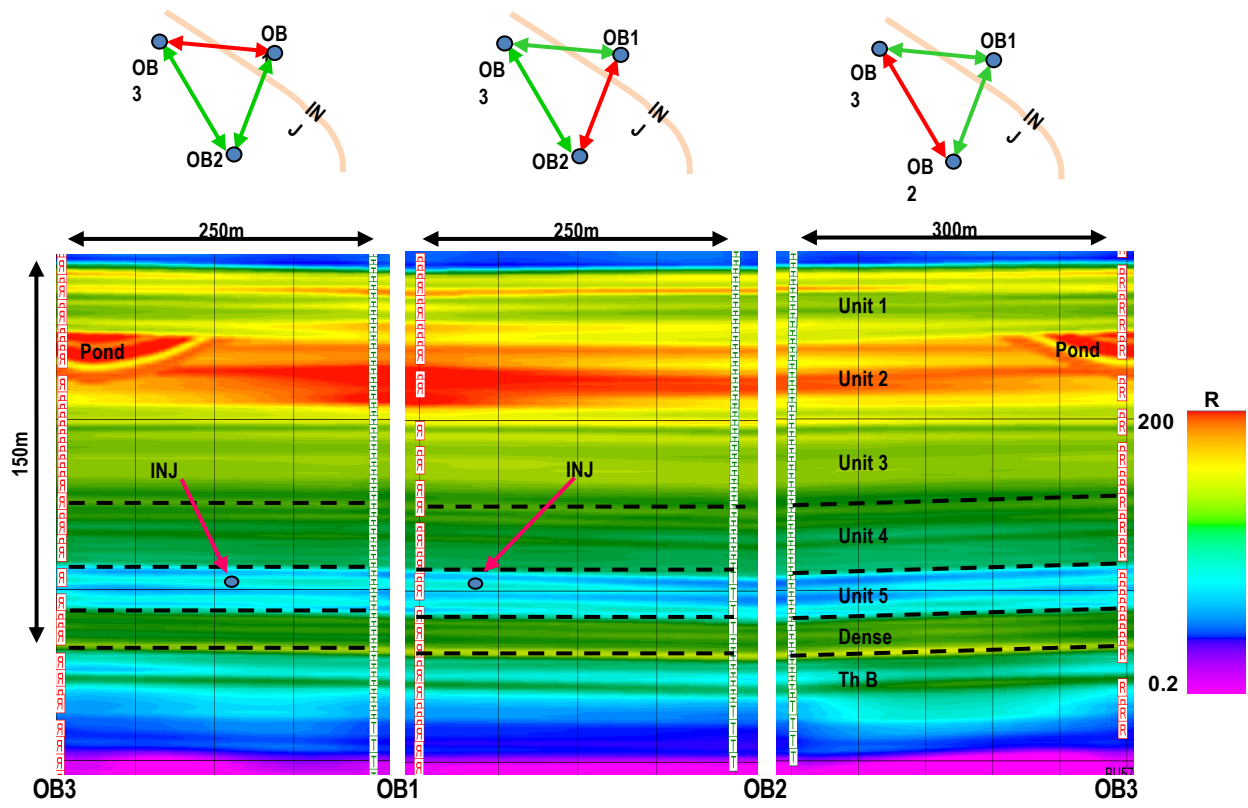 OB
3
OB
1
OB2
IN
J
OB
3
OB1
OB2
IN
J
OB
3
OB1
OB
2
IN
J
250m
250m
300m
150m
Pond
INJ
INJ
Unit 1
Pond
Unit 2
Unit 3
Unit 4
Unit 5
Dense
Th B
R
200
0.2
OB3
OB1
OB2
OB3